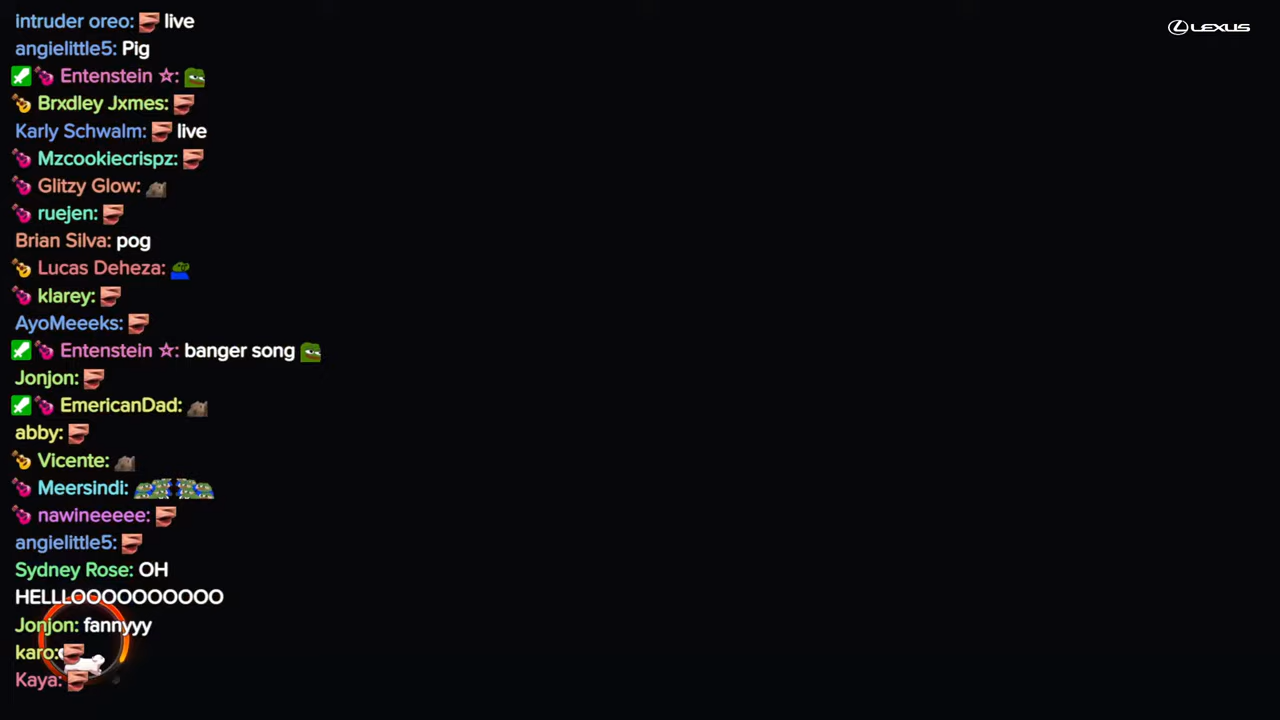 intruder oreo: live
LEXUS
angielittle5: Pig
Entenstein ☆:
Brxdley Jxmes:
Karly Schwalm: live
Mzcookiecrispz:
Glitzy Glow:
ruejen:
Brian Silva: pog
Lucas Deheza:
klarey:
AyoMeeeks:
Entenstein ☆: banger song
Jonjon:
EmericanDad:
abby:
Vicente:
Meersindi:
nawineeeee:
angielittle5:
Sydney Rose: OH
HELLLOOOOOOOOOO
Jonjon: fannyyy
karo:
Kaya: